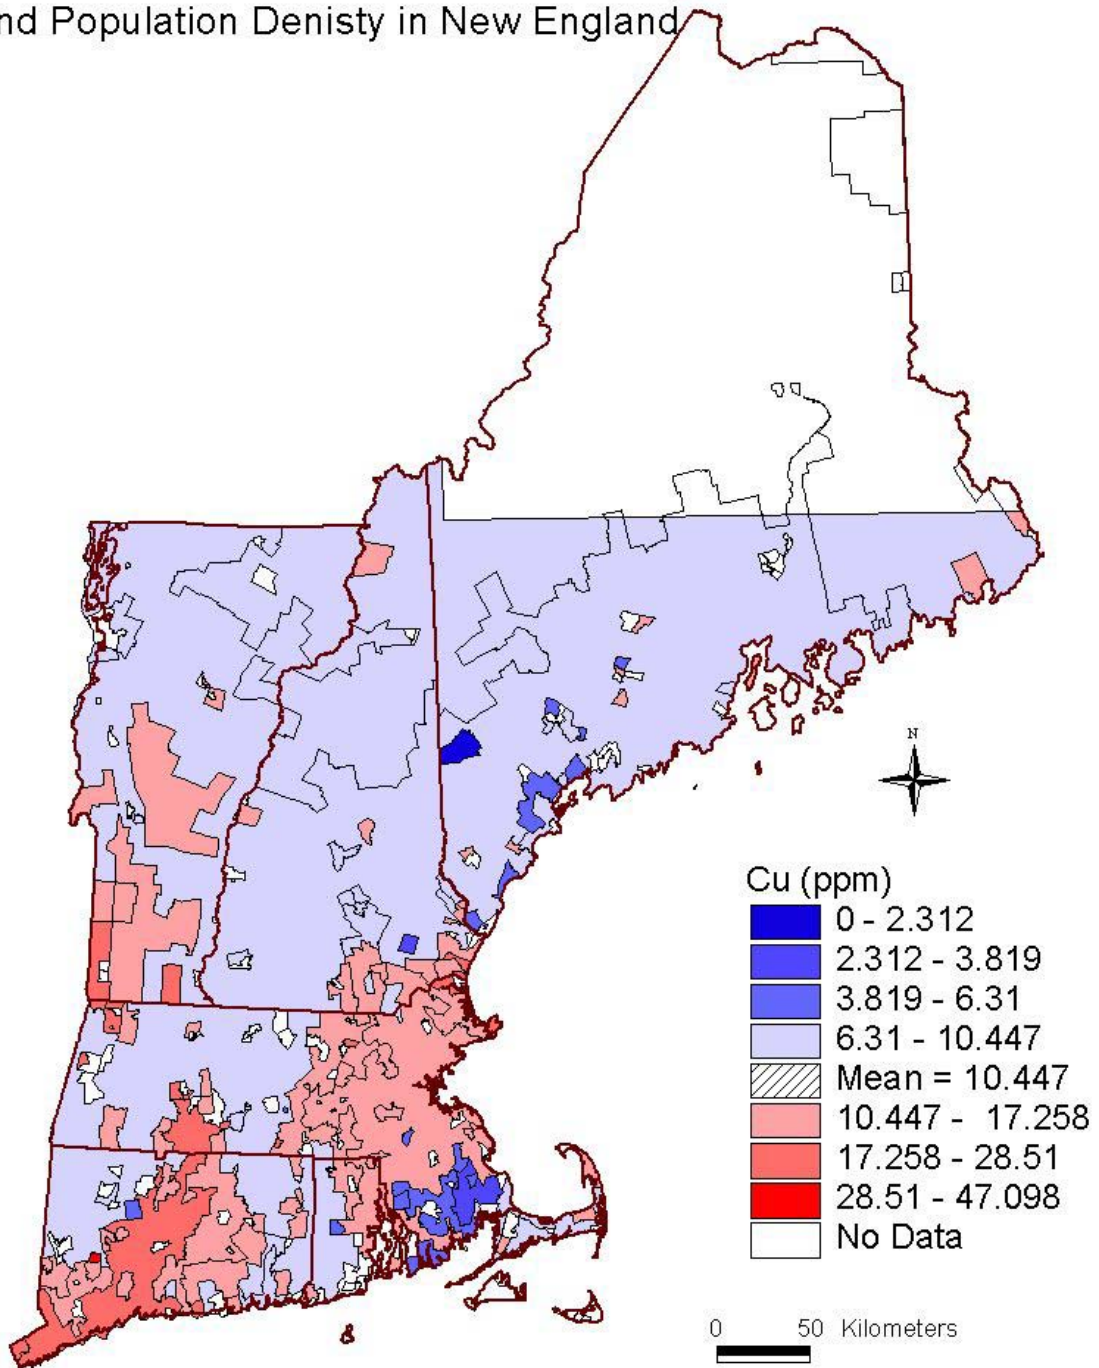 nd Population Denisty in New England
N
Cu (ppm)
0 - 2.312
2.312 - 3.819
3.819 - 6.31
6.31 - 10.447
Mean = 10.447
10.447 - 17.258
17.258 - 28.51
28.51 - 47.098
No Data
0 50 Kilometers